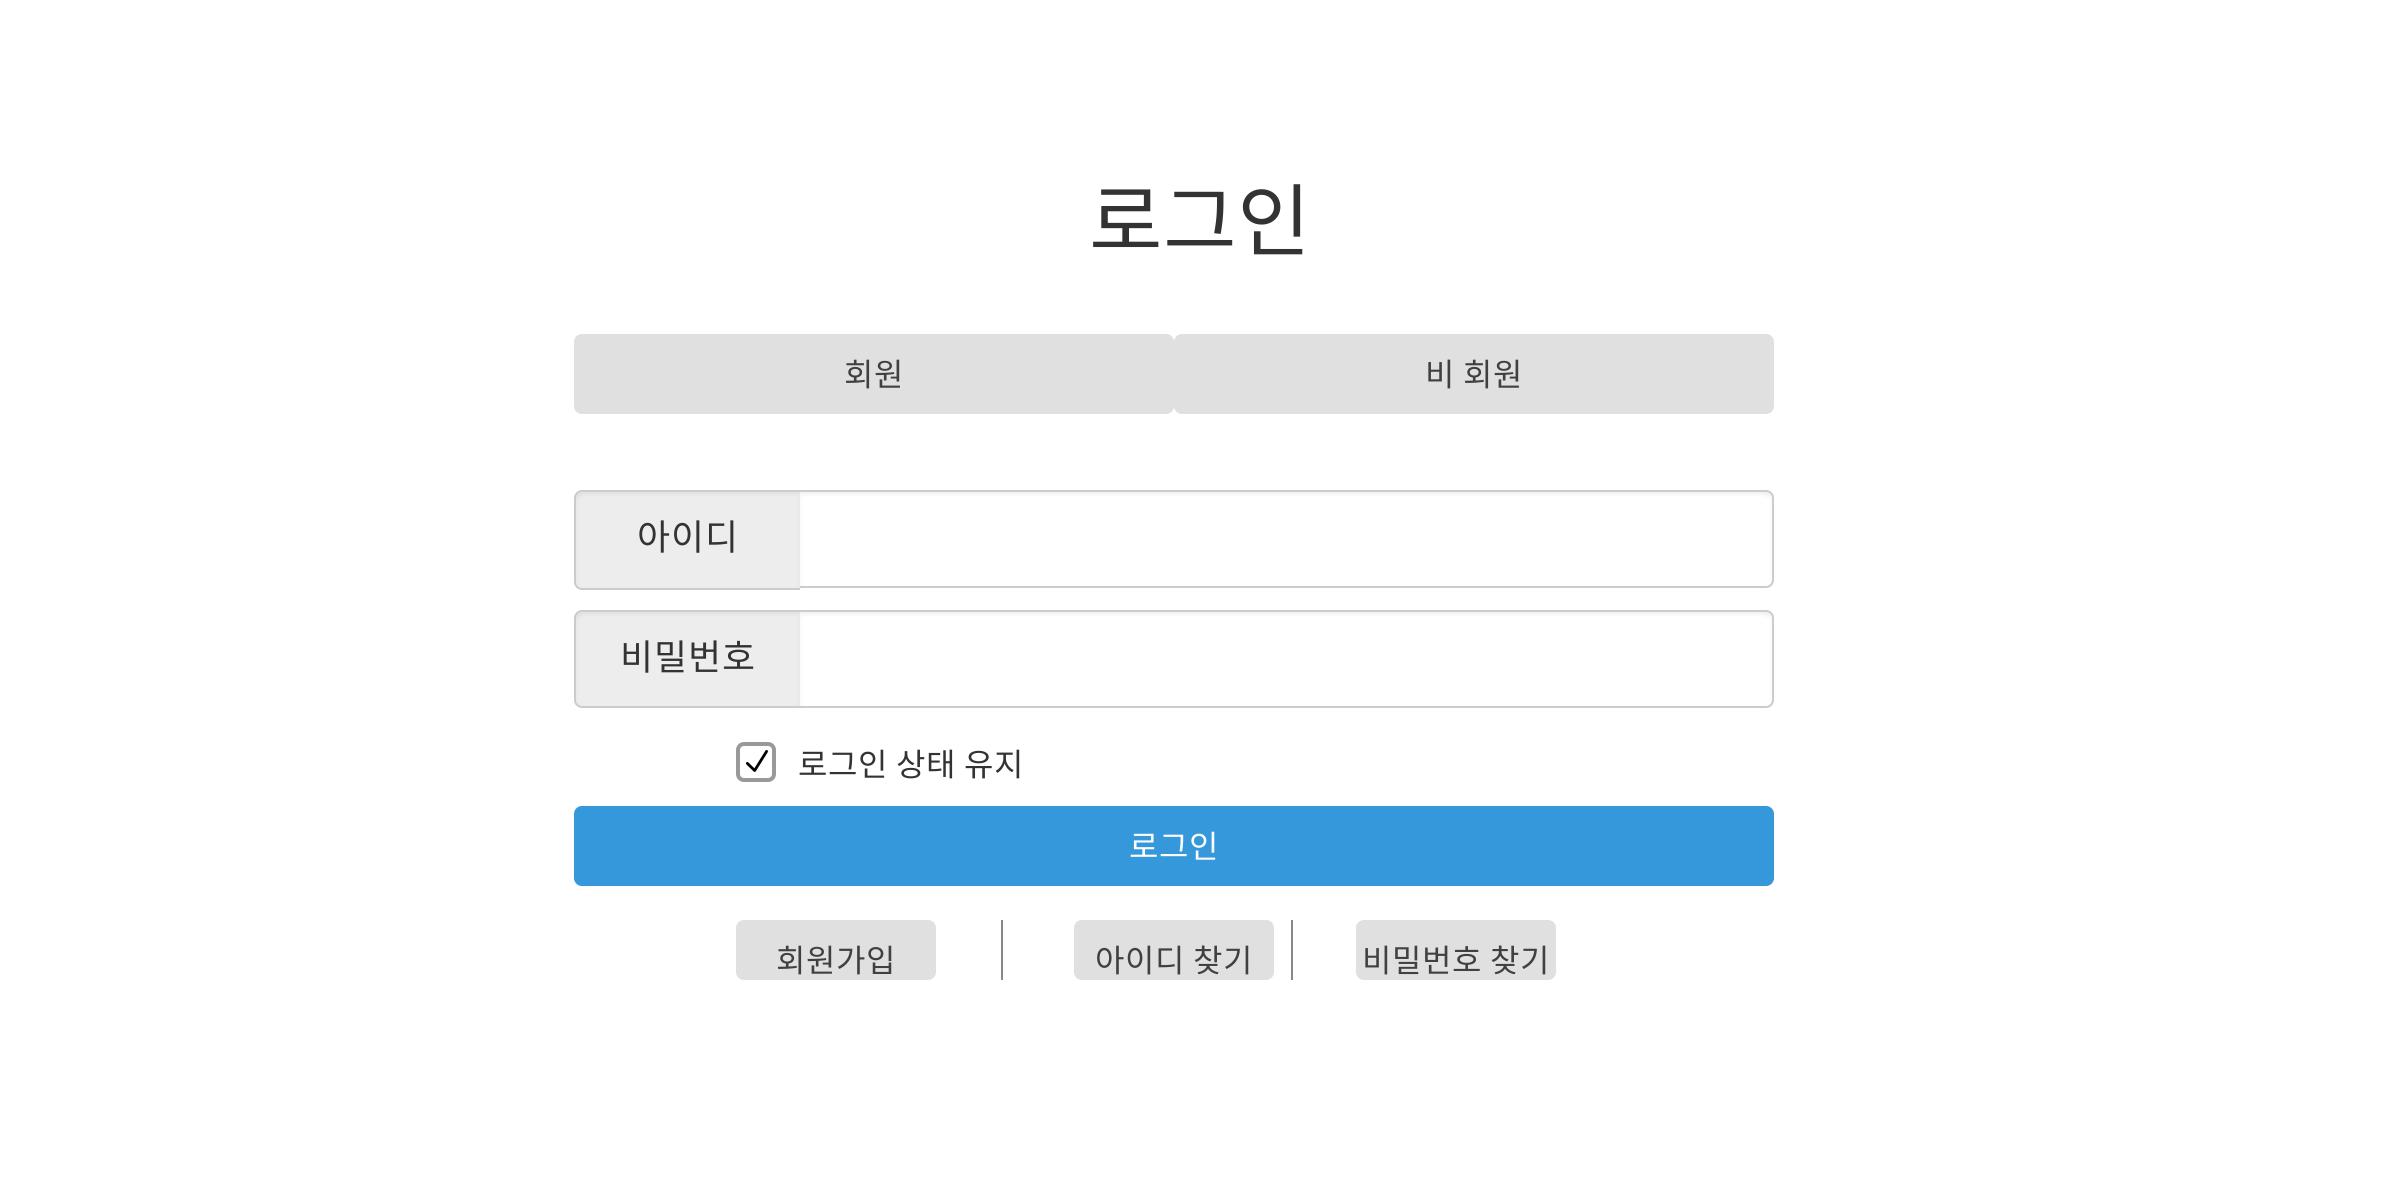 로그인
회원 비 회원
아이디
비밀번호
로그인 상태 유지
로그인
회원가입 아이디 찾기 비밀번호 찾기